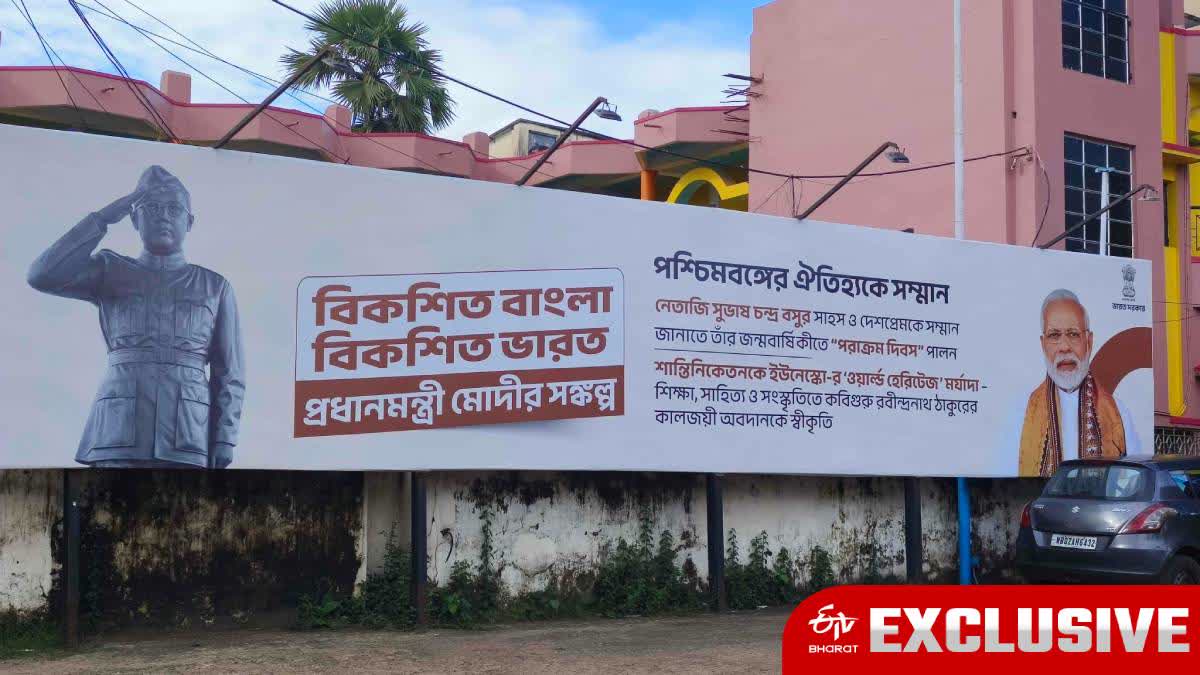 বিকশিত বাংলা
বিকশিত ভারত
প্রধানমন্ত্রী মোদীর সঙ্কল্প
পশ্চিমবঙ্গের ঐতিহ্যকে সম্মান
নেতাজি সুভাষ চন্দ্র বসুর সাহস ও দেশপ্রেমকে সম্মান
জানাতে তাঁর জন্মবার্ষিকীতে “পরাক্রম দিবস” পালন
শান্তিনিকেতনকে ইউনেস্কো-র ‘ওয়ার্ল্ড হেরিটেজ’ মর্যাদা -
শিক্ষা, সাহিত্য ও সংস্কৃতিতে কবিগুরু রবীন্দ্রনাথ ঠাকুরের
কালজয়ী অবদানকে স্বীকৃতি
ভারত সরকার
WB02AM6432
ETV
BHARAT
EXCLUSIVE